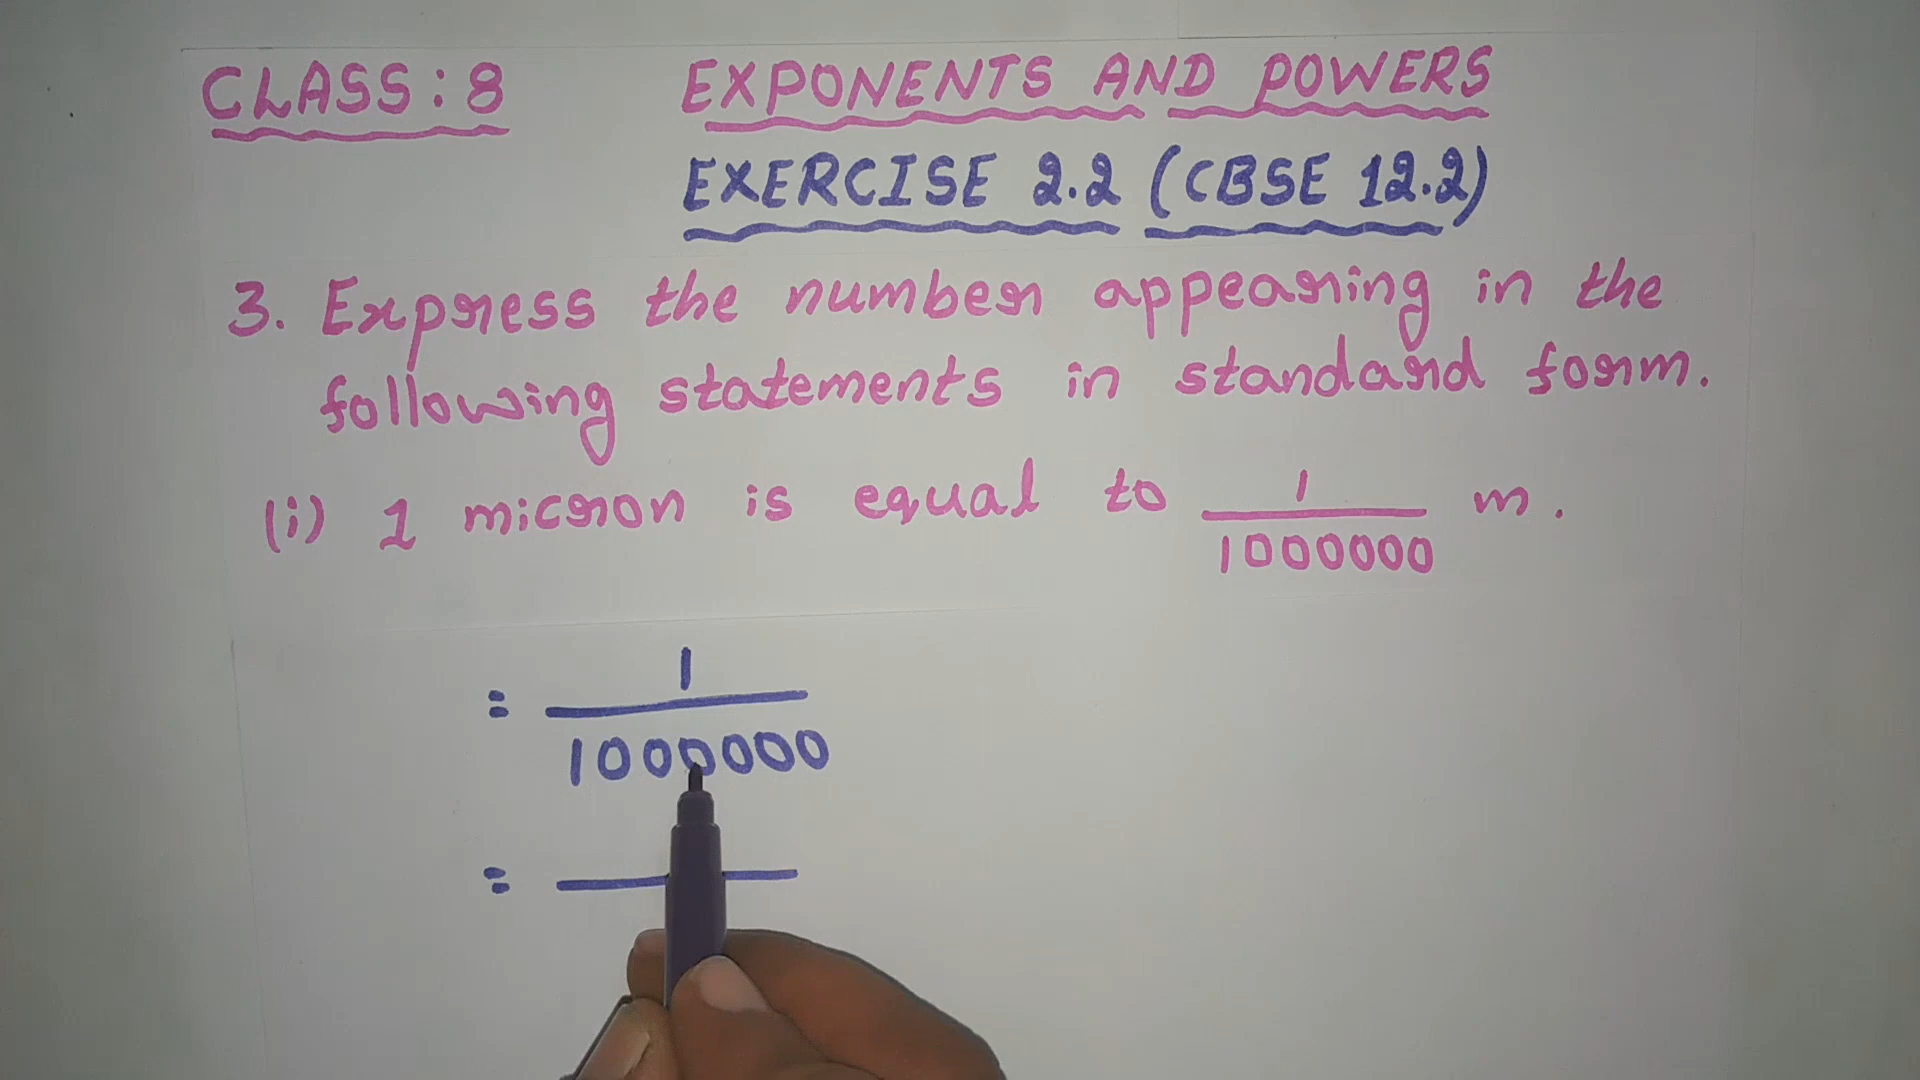 CLASS: 8 EXPONENTS AND POWERS
EXERCISE 2.2 (CBSE 12.2)
3. Express the number appearing in the
following statements in standard form.
(i) 1 micron is equal to 1/1000000 m.
= 1/1000000
=